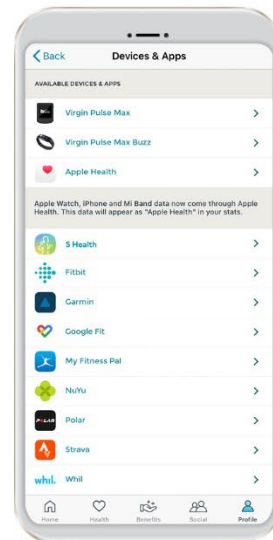 Back Devices & Apps
AVAILABLE DEVICES & APPS
Virgin Pulse Max
Virgin Pulse Max Buzz
Apple Health
Apple Watch, iPhone and Mi Band data now come through Apple
Health. This data will appear as "Apple Health" in your stats.
S Health
Fitbit
Garmin
Google Fit
My Fitness Pal
NuYu
POLAR Polar
Strava
whil. Whil
Home Health Benefits Social Profile